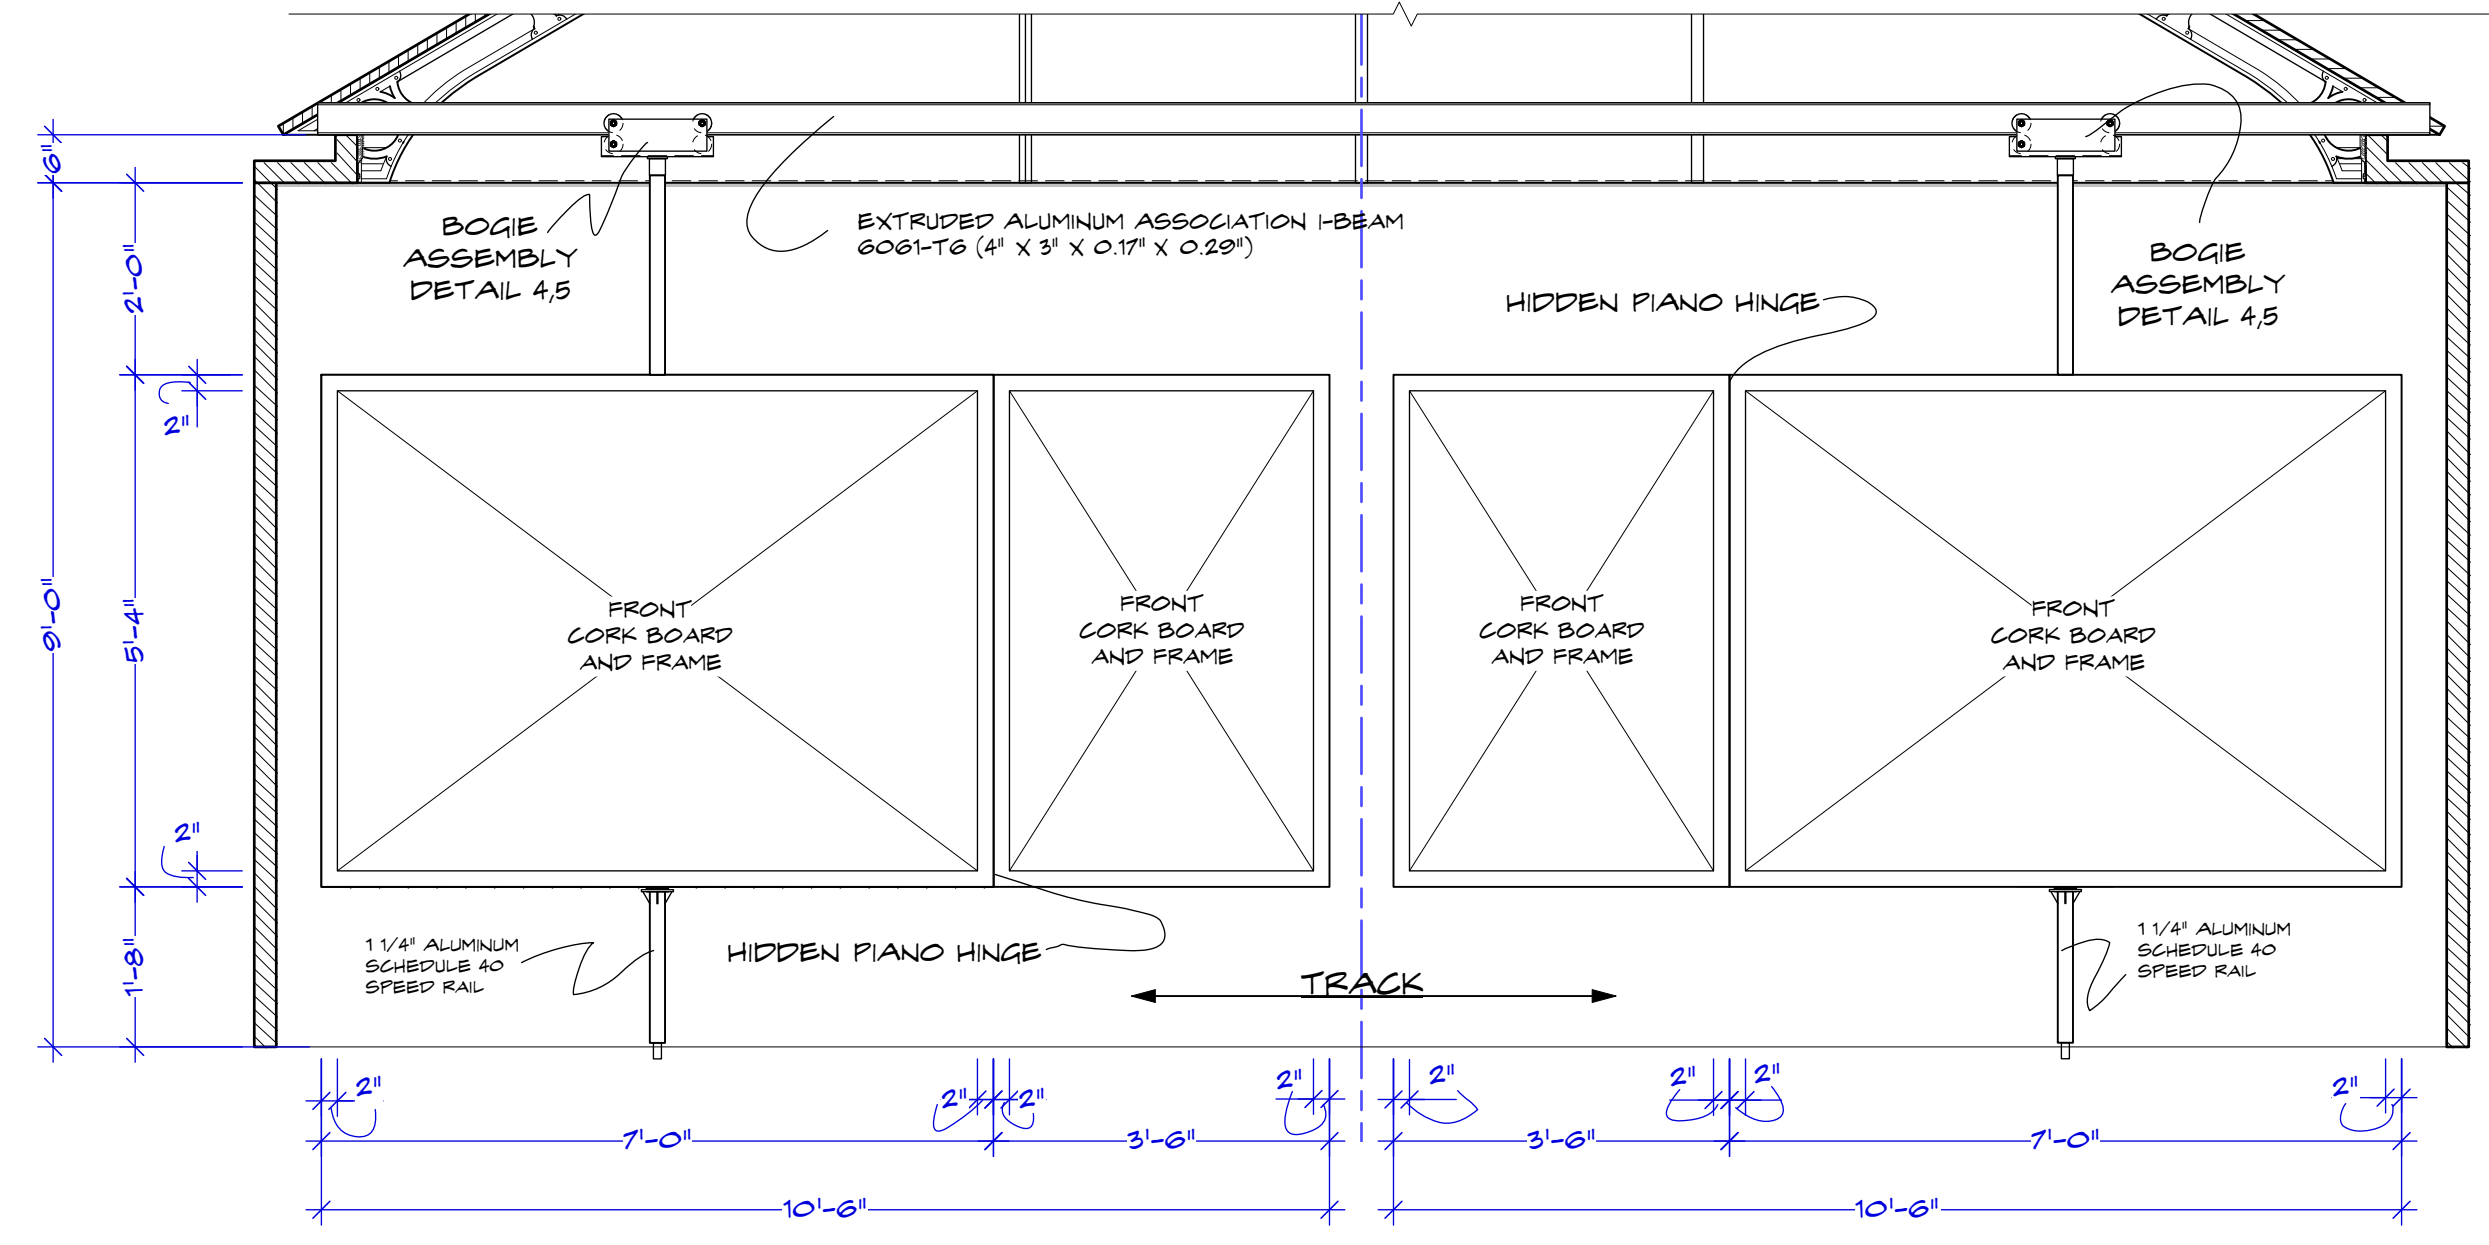 6"
9'-0"
2'-0"
2"
5'-4"
2"
1'-8"
BOGIE
ASSEMBLY
DETAIL 4,5
EXTRUDED ALUMINUM ASSOCIATION I-BEAM
6061-T6 (4" X 3" X 0.17" X 0.29")
HIDDEN PIANO HINGE
BOGIE
ASSEMBLY
DETAIL 4,5
FRONT
CORK BOARD
AND FRAME
FRONT
CORK BOARD
AND FRAME
FRONT
CORK BOARD
AND FRAME
FRONT
CORK BOARD
AND FRAME
1 1/4" ALUMINUM
SCHEDULE 40
SPEED RAIL
HIDDEN PIANO HINGE
TRACK
1 1/4" ALUMINUM
SCHEDULE 40
SPEED RAIL
2" 2" 2" 2" 2" 2" 2" 2"
7'-0" 3'-6" 3'-6" 7'-0"
10'-6" 10'-6"